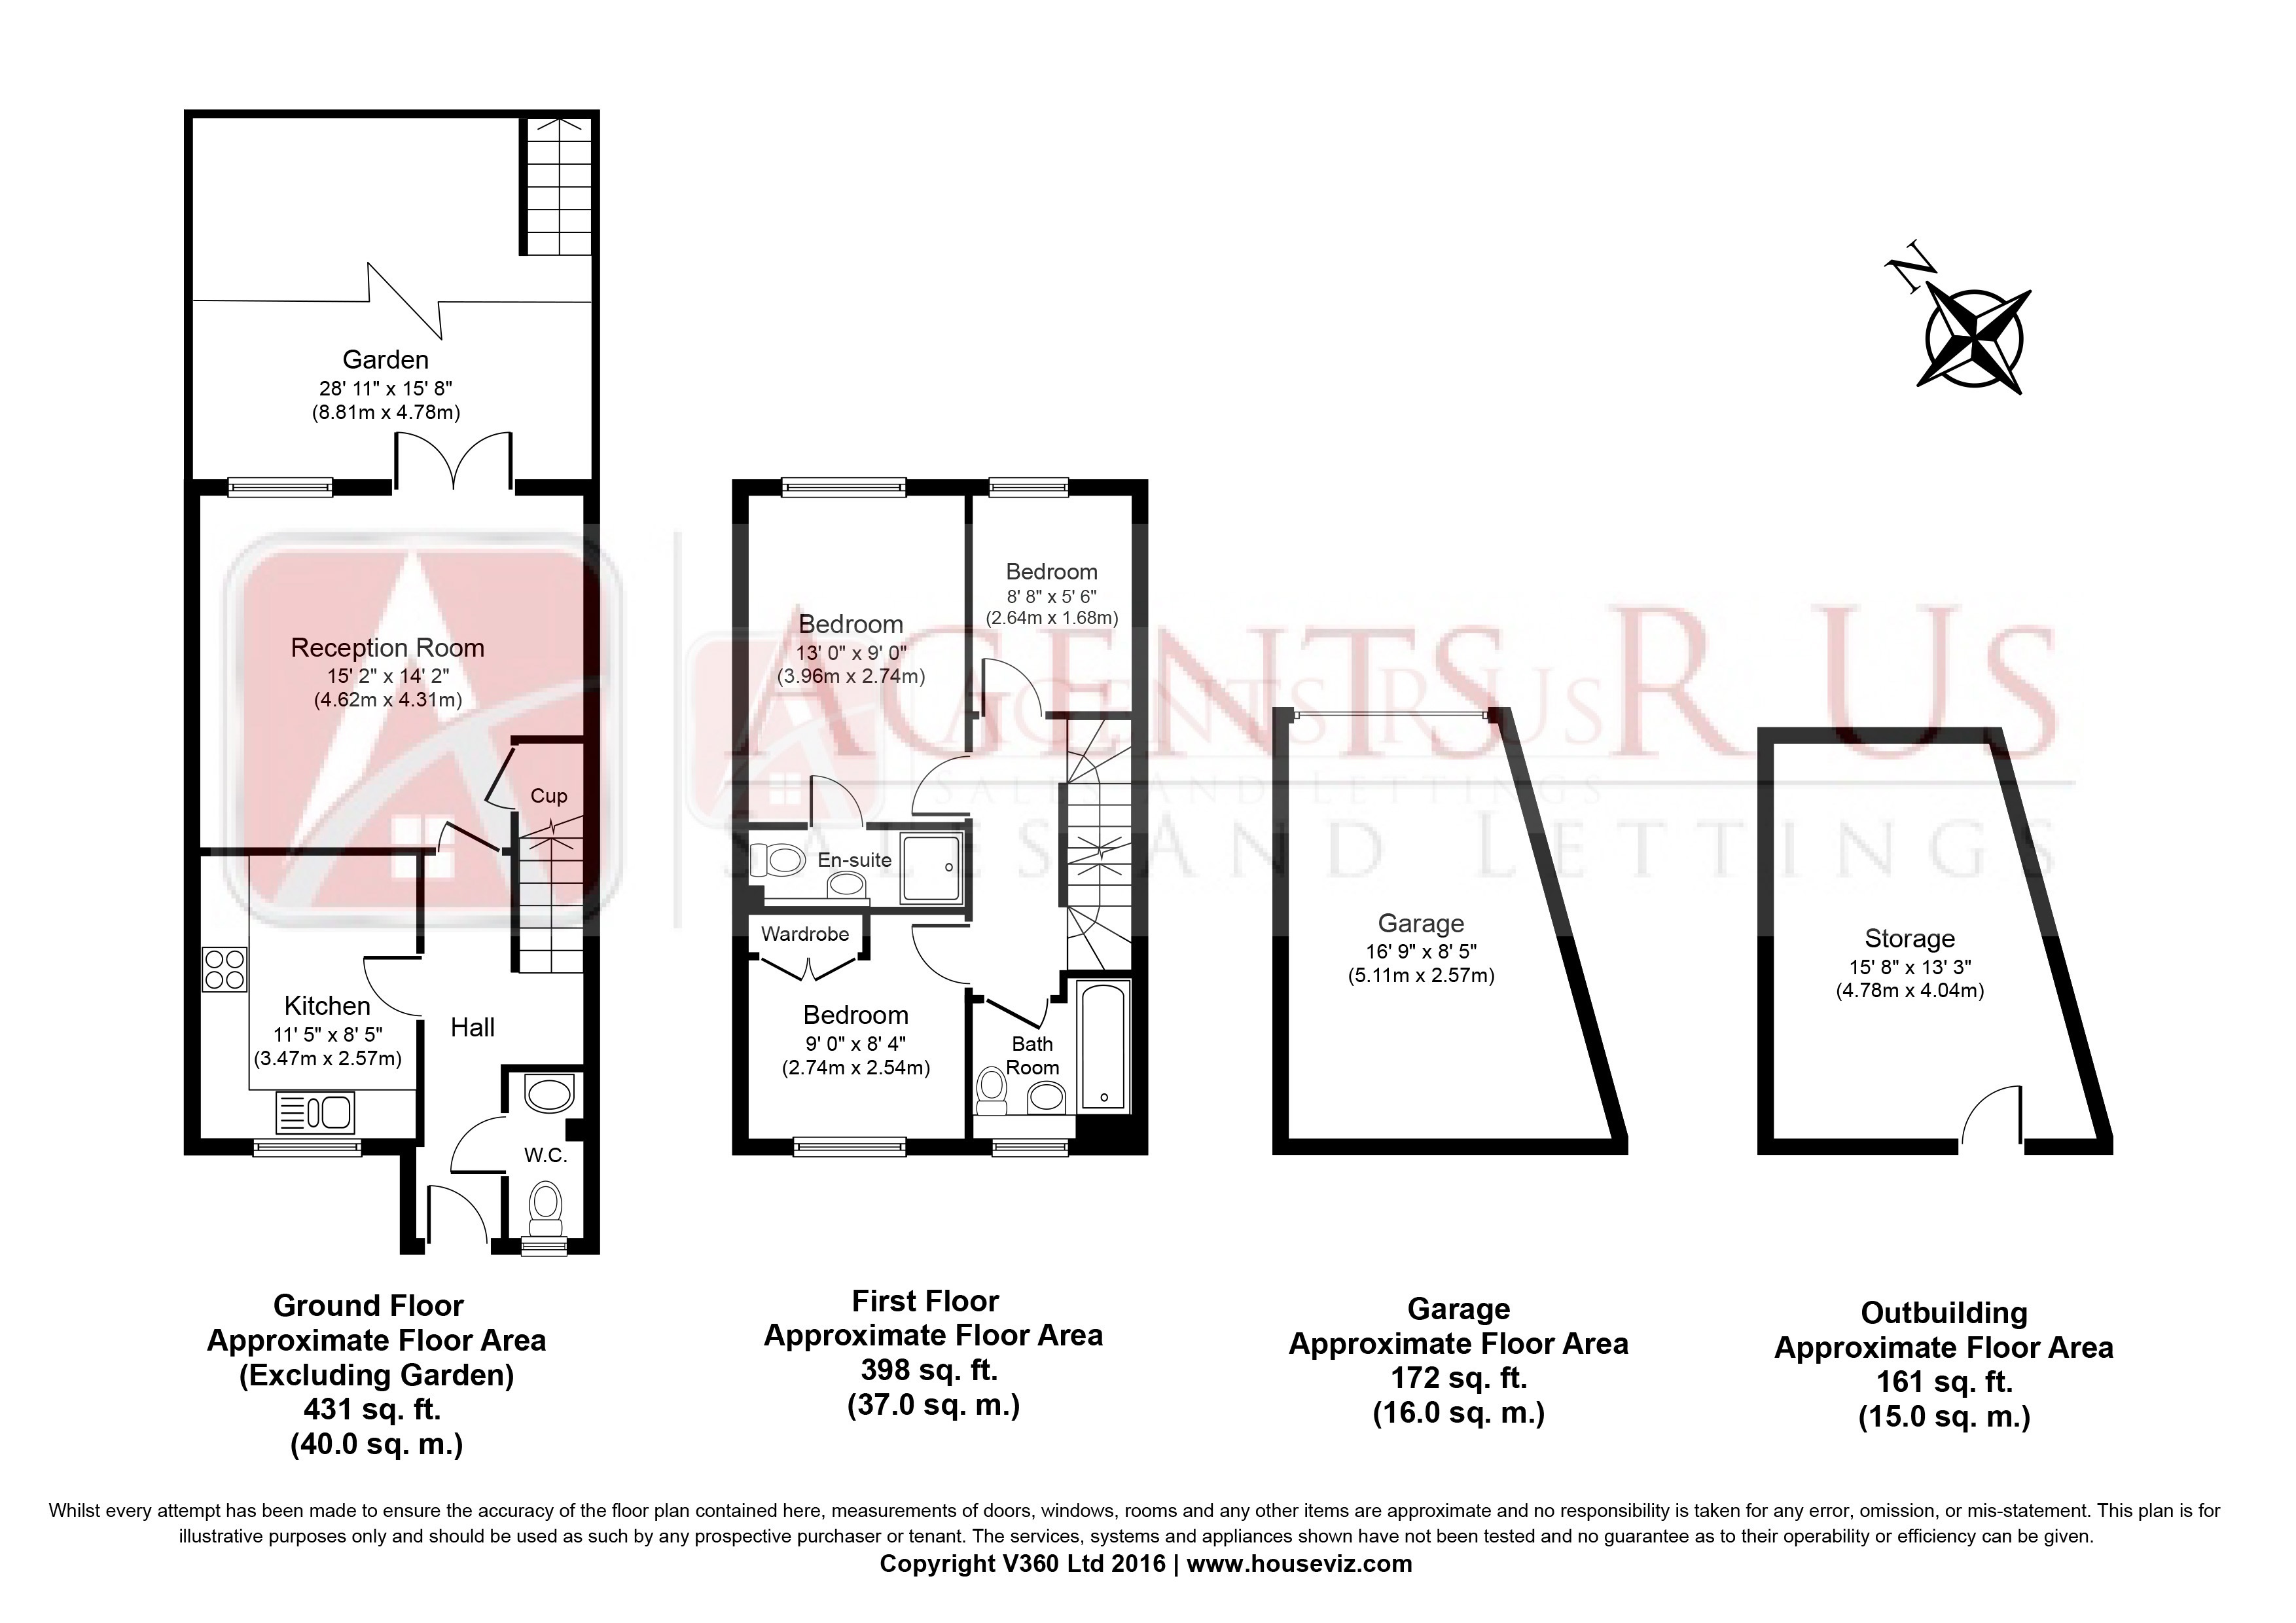 N
Garden
28' 11" x 15' 8"
(8.81m x 4.78m)
Reception Room
15' 2" x 14' 2"
(4.62m x 4.31m)
Cup
Kitchen
11' 5" x 8' 5"
(3.47m x 2.57m)
Hall
W.C.
Ground Floor
Approximate Floor Area
(Excluding Garden)
431 sq. ft.
(40.0 sq. m.)
Bedroom
13' 0" x 9' 0"
(3.96m x 2.74m)
Bedroom
8' 8" x 5' 6"
(2.64m x 1.68m)
En-suite
Wardrobe
Bedroom
9' 0" x 8' 4"
(2.74m x 2.54m)
Bath
Room
First Floor
Approximate Floor Area
398 sq. ft.
(37.0 sq. m.)
Garage
16' 9" x 8' 5"
(5.11m x 2.57m)
Garage
Approximate Floor Area
172 sq. ft.
(16.0 sq. m.)
Storage
15' 8" x 13' 3"
(4.78m x 4.04m)
Outbuilding
Approximate Floor Area
161 sq. ft.
(15.0 sq. m.)
AGENTS R US
SALES AND LETTINGS
AGENTS R US
SALES AND LETTINGS
Whilst every attempt has been made to ensure the accuracy of the floor plan contained here, measurements of doors, windows, rooms and any other items are approximate and no responsibility is taken for any error, omission, or mis-statement. This plan is for
illustrative purposes only and should be used as such by any prospective purchaser or tenant. The services, systems and appliances shown have not been tested and no guarantee as to their operability or efficiency can be given.
Copyright V360 Ltd 2016 | www.houseviz.com